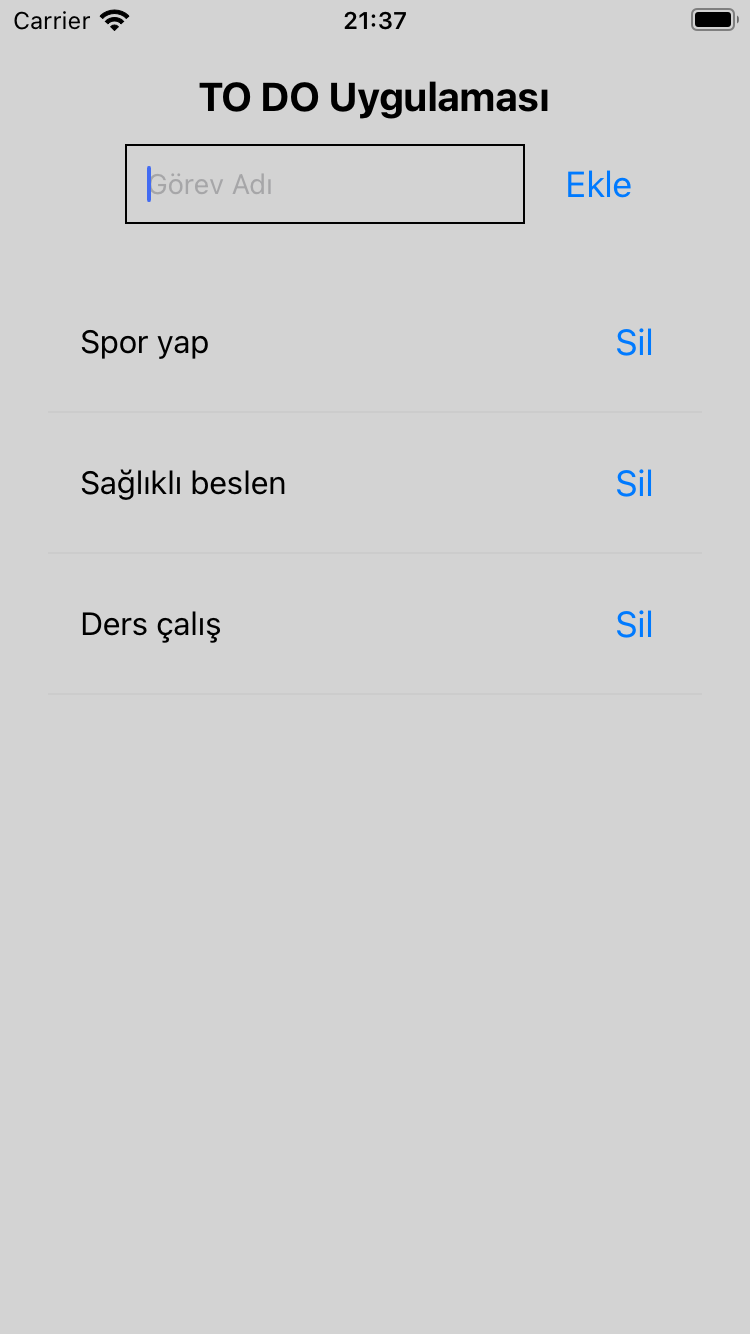 Carrier 21:37
TO DO Uygulaması
Görev Adı Ekle
Spor yap Sil
Sağlıklı beslen Sil
Ders çalış Sil